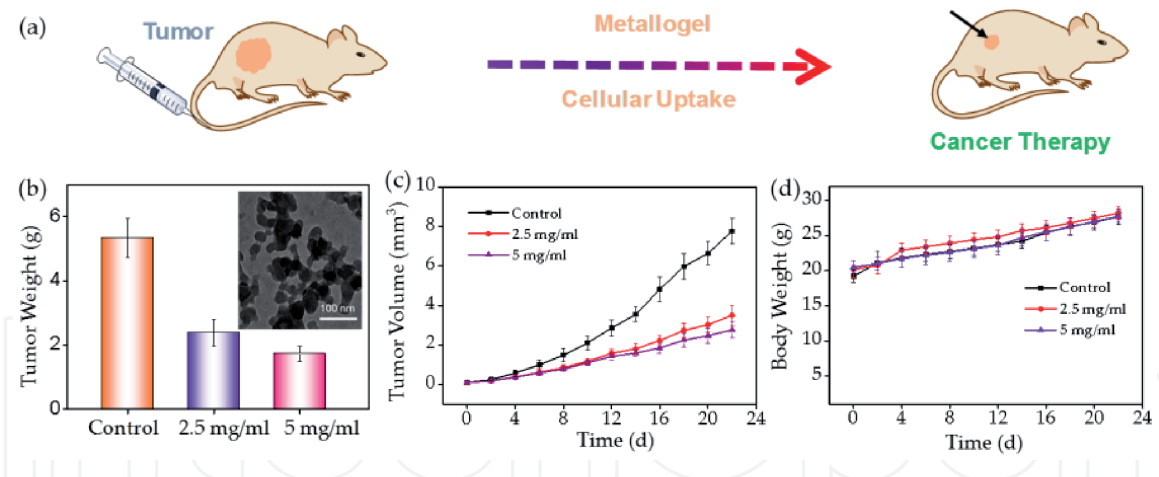 (a)
Tumor
Metallogel
Cellular Uptake
Cancer Therapy
(b)
Tumor Weight (g)
6
4
2
0
100 nm
Control
2.5 mg/ml
5 mg/ml
(c)
Tumor Volume (mm³)
10
8
6
4
2
0
Control
2.5 mg/ml
5 mg/ml
0
4
8
12
16
20
24
Time (d)
(d)
Body Weight (g)
30
25
20
15
10
5
Control
2.5 mg/ml
5 mg/ml
0
4
8
12
16
20
24
Time (d)